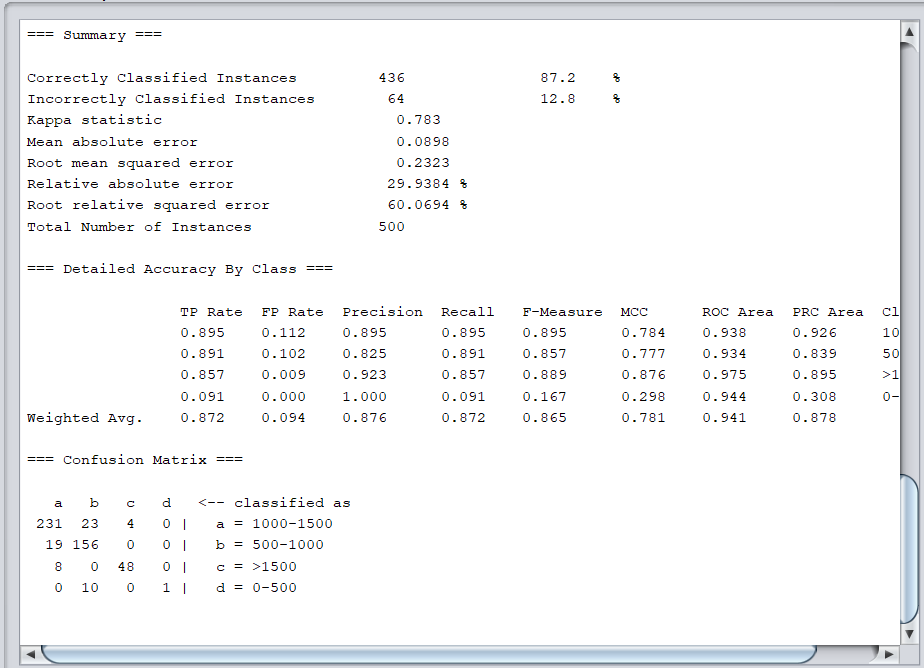 === Summary ===
Correctly Classified Instances 436 87.2 %
Incorrectly Classified Instances 64 12.8 %
Kappa statistic 0.783
Mean absolute error 0.0898
Root mean squared error 0.2323
Relative absolute error 29.9384 %
Root relative squared error 60.0694 %
Total Number of Instances 500
=== Detailed Accuracy By Class ===
TP Rate FP Rate Precision Recall F-Measure MCC ROC Area PRC Area Cl
0.895 0.112 0.895 0.895 0.895 0.784 0.938 0.926 10
0.891 0.102 0.825 0.891 0.857 0.777 0.934 0.839 50
0.857 0.009 0.923 0.857 0.889 0.876 0.975 0.895 >1
0.091 0.000 1.000 0.091 0.167 0.298 0.944 0.308 0-
Weighted Avg. 0.872 0.094 0.876 0.872 0.865 0.781 0.941 0.878
=== Confusion Matrix ===
a b c d <-- classified as
231 23 4 0 | a = 1000-1500
19 156 0 0 | b = 500-1000
8 0 48 0 | c = >1500
0 10 0 1 | d = 0-500